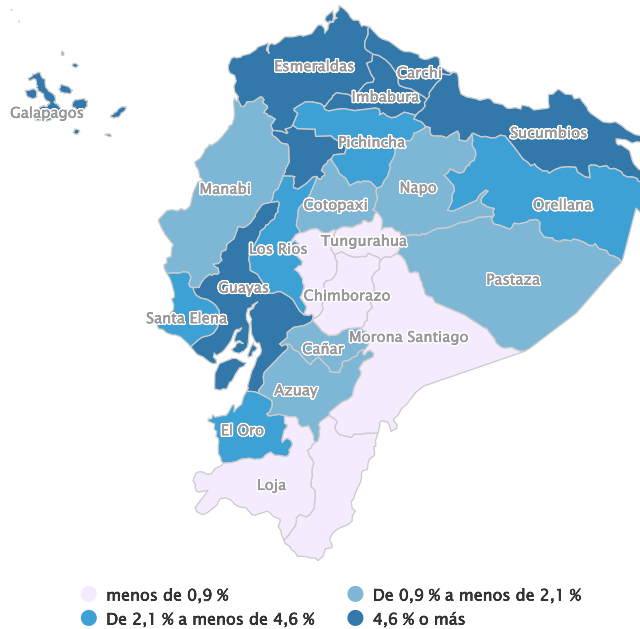 Esmeraldas
Carchi
Imbabura
Galapagos
Sucumbios
Pichincha
Manabi
Napo
Cotopaxi
Orellana
Tungurahua
Los Rios
Pastaza
Guayas
Chimborazo
Santa Elena
Morona Santiago
Cañar
Azuay
El Oro
Loja
menos de 0,9 %
De 0,9 % a menos de 2,1 %
De 2,1 % a menos de 4,6 %
4,6 % o más